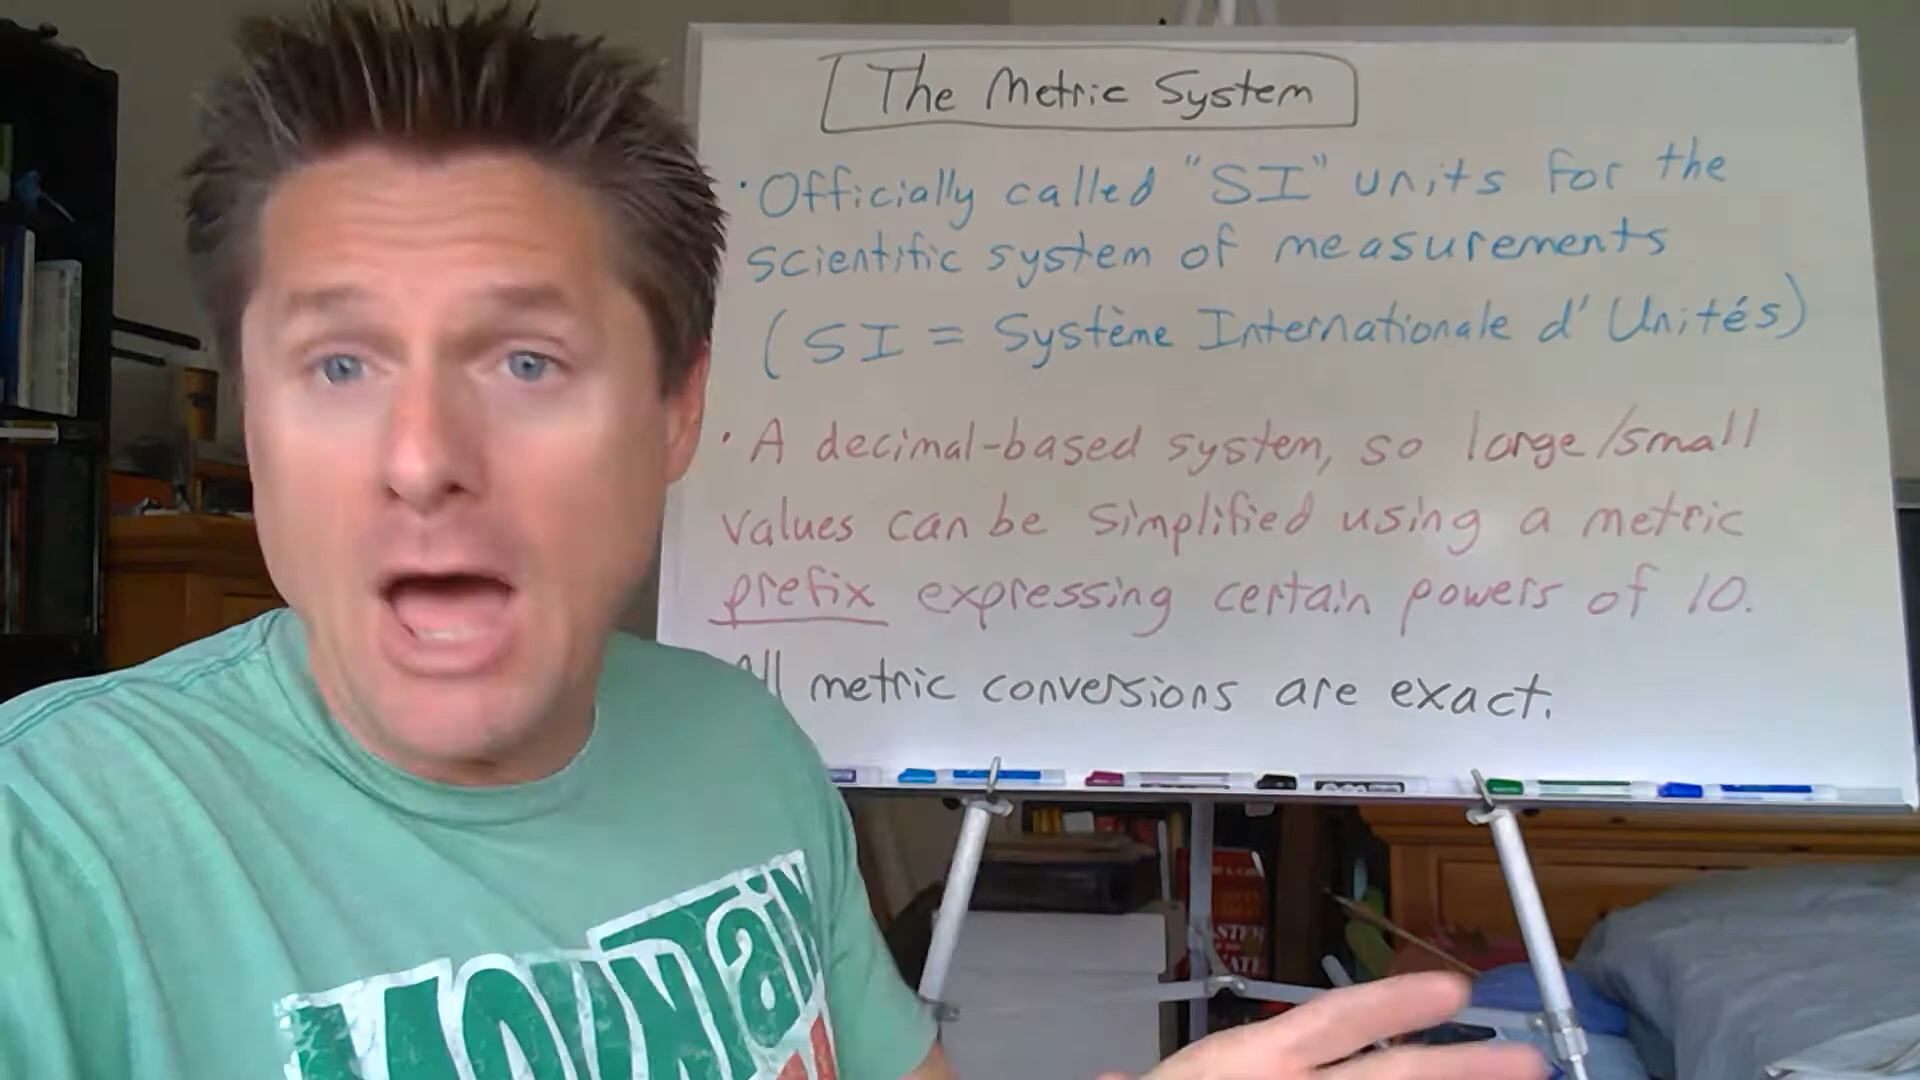 The Metric System
• Officially called "SI" units for the
scientific system of measurements
(SI = Système Internationale d'Unités)
• A decimal-based system, so large/small
values can be simplified using a metric
prefix expressing certain powers of 10.
All metric conversions are exact.
MOUNtaiN